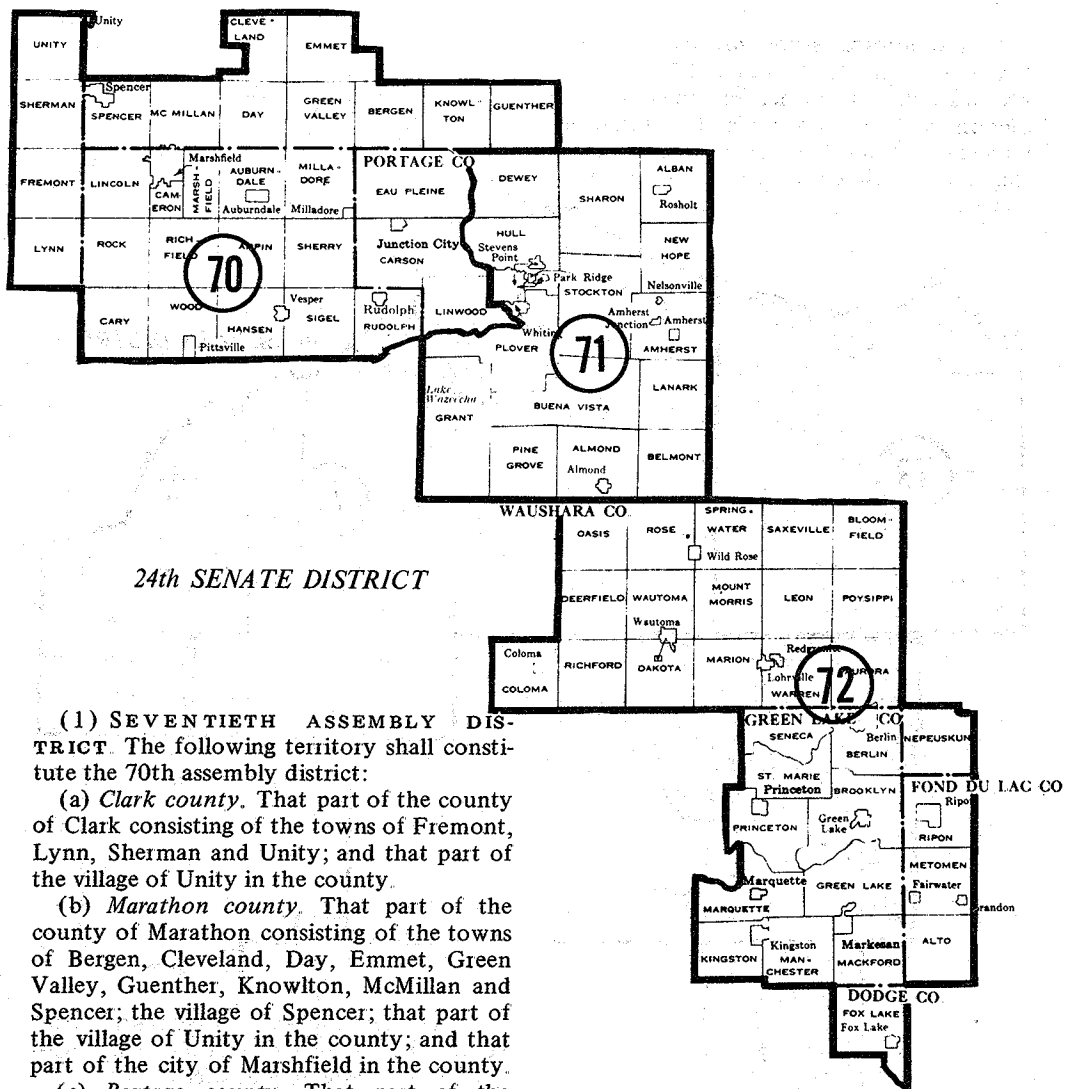 Unity
CLEVE-
LAND
UNITY
EMMET
Spencer
SHERMAN
SPENCER
MC MILLAN
DAY
GREEN
VALLEY
BERGEN
KNOWL-
TON
GUENTHER
Marshfield
PORTAGE CO
FREMONT
LINCOLN
CAM-
ERON
MARSH-
FIELD
AUBURN-
DALE
Auburndale
MILLA-
DORE
Milladore
EAU PLEINE
DEWEY
SHARON
ALBAN
Rosholt
LYNN
ROCK
RICH
FIELD
70
SHERRY
Junction City
CARSON
HULL
Stevens
Point
Park Ridge
STOCKTON
NEW
HOPE
Nelsonville
CARY
WOOD
HANSEN
Vesper
SIGEL
Pittsville
Rudolph
RUDOLPH
LINWOOD
PLOVER
71
Amherst
Junction
Amherst
AMHERST
Lake
Wazeecha
GRANT
BUENA VISTA
LANARK
PINE
GROVE
ALMOND
Almond
BELMONT
WAUSHARA CO
OASIS
ROSE
SPRING-
WATER
Wild Rose
SAXEVILLE
BLOOM-
FIELD
24th SENATE DISTRICT
DEERFIELD
WAUTOMA
MOUNT
MORRIS
LEON
POYSIPPI
Wautoma
Coloma
COLOMA
RICHFORD
DAKOTA
MARION
Lohrville
WARREN
72
GREEN LAKE CO
SENECA
Berlin
BERLIN
NEPEUSKUN
ST. MARIE
Princeton
PRINCETON
BROOKLYN
Green
Lake
FOND DU LAC CO
RIPON
METOMEN
Marquette
MARQUETTE
GREEN LAKE
Fairwater
KINGSTON
Kingston
MAN-
CHESTER
Markesan
MACKFORD
ALTO
DODGE CO
FOX LAKE
Fox Lake
(1) SEVENTIETH ASSEMBLY DIS-
TRICT. The following territory shall consti-
tute the 70th assembly district:
(a) Clark county. That part of the county
of Clark consisting of the towns of Fremont,
Lynn, Sherman and Unity; and that part of
the village of Unity in the county.
(b) Marathon county. That part of the
county of Marathon consisting of the towns
of Bergen, Cleveland, Day, Emmet, Green
Valley, Guenther, Knowlton, McMillan and
Spencer; the village of Spencer; that part of
the village of Unity in the county; and that
part of the city of Marshfield in the county.